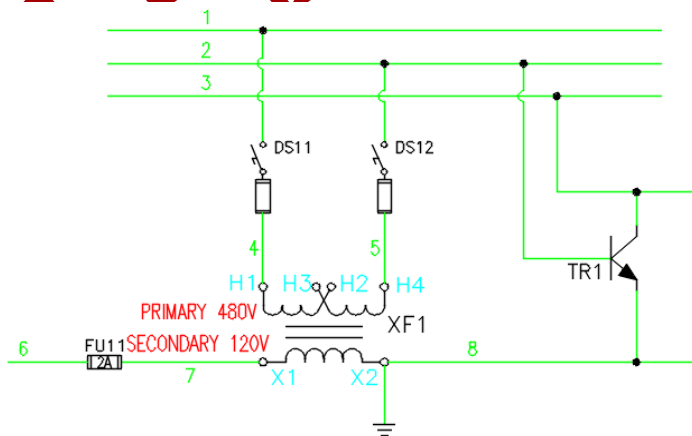 1
2
3
DS11 DS12
4 5
H1 H3 H2 H4
TR1
PRIMARY 480V
XF1
6 FU11 SECONDARY 120V 8
2A
7 X1 X2